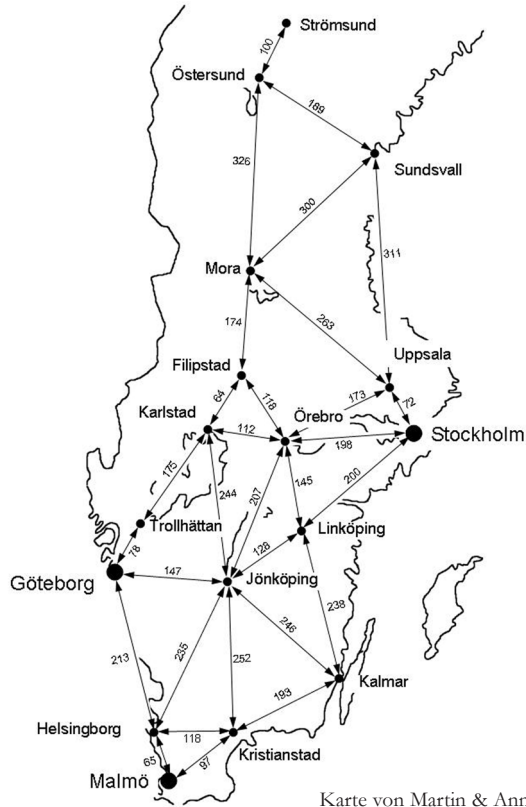 Strömsund
100
Östersund
189
326
Sundsvall
300
311
Mora
174
263
Uppsala
Filipstad
64
118
173
72
Karlstad
Örebro
112
198
Stockholm
175
244
207
145
200
Trollhättan
78
Linköping
128
Göteborg
147
Jönköping
238
246
213
235
252
193
Kalmar
Helsingborg
118
Kristianstad
65
97
Malmö
Karte von Martin & Ann